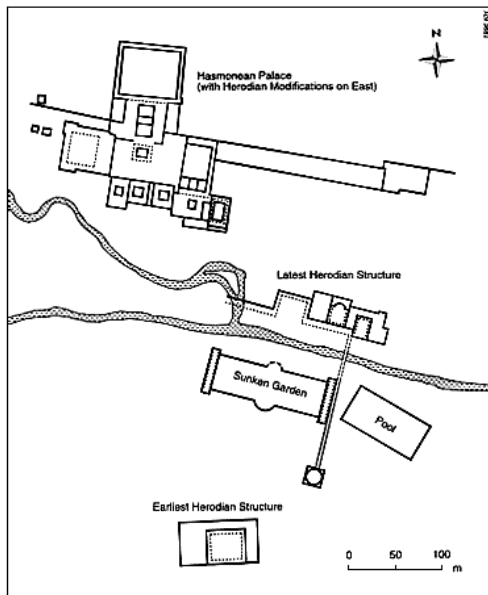 N
Hasmonean Palace
(with Herodian Modifications on East)
Latest Herodian Structure
Sunken Garden
Pool
Earliest Herodian Structure
0 50 100
m